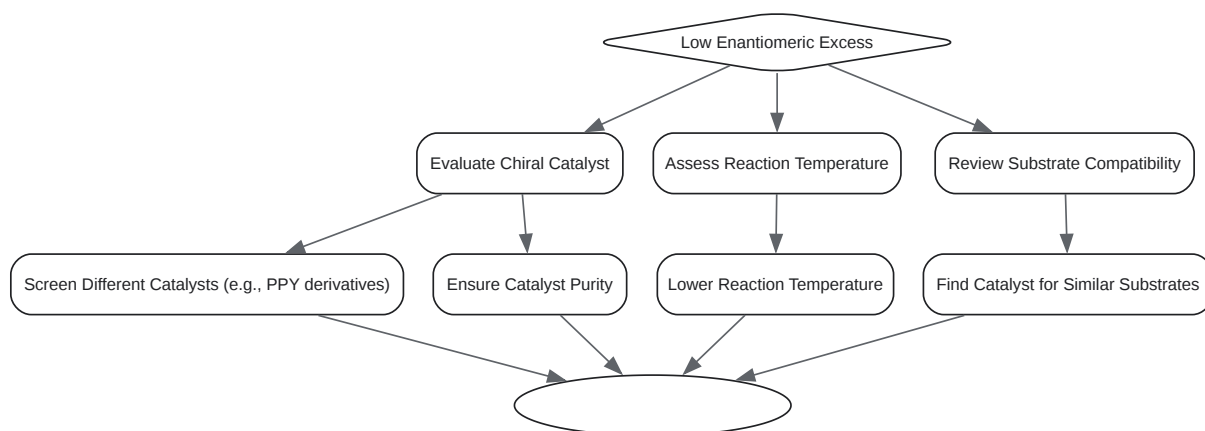 Low Enantiomeric Excess
Evaluate Chiral Catalyst
Assess Reaction Temperature
Review Substrate Compatibility
Screen Different Catalysts (e.g., PPY derivatives)
Ensure Catalyst Purity
Lower Reaction Temperature
Find Catalyst for Similar Substrates